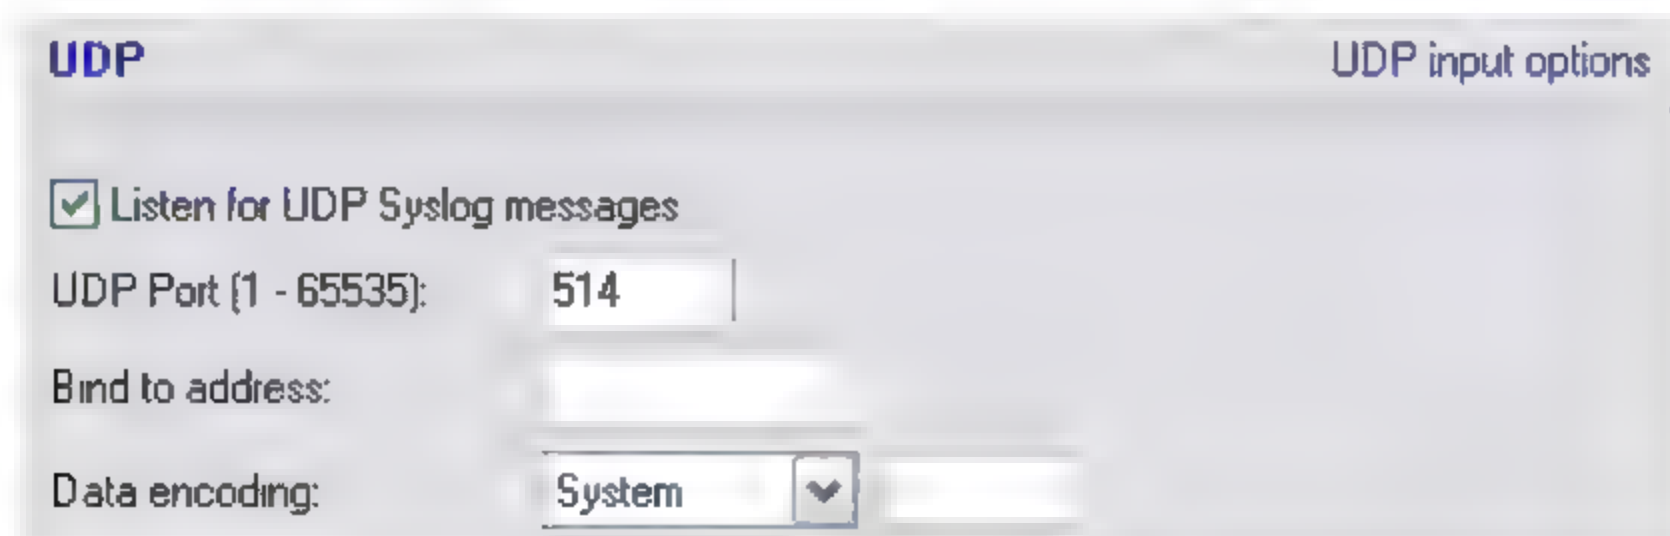 UDP UDP input options
Listen for UDP Syslog messages
UDP Port (1 - 65535): 514
Bind to address:
Data encoding: System